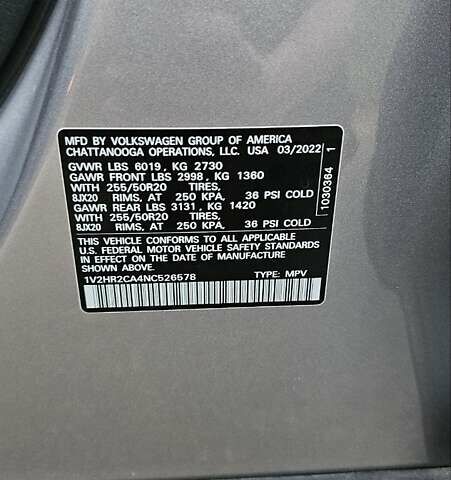 MFD BY VOLKSWAGEN GROUP OF AMERICA
CHATTANOOGA OPERATIONS, LLC. USA 03/2022
GVWR LBS 6019, KG 2730
GAWR FRONT LBS 2998, KG 1360
WITH 255/50R20 TIRES,
8JX20 RIMS, AT 250 KPA, 36 PSI COLD
GAWR REAR LBS 3131, KG 1420
WITH 255/50R20 TIRES,
8JX20 RIMS, AT 250 KPA, 36 PSI COLD
THIS VEHICLE CONFORMS TO ALL APPLICABLE
U.S. FEDERAL MOTOR VEHICLE SAFETY STANDARDS
IN EFFECT ON THE DATE OF MANUFACTURE
SHOWN ABOVE
1V2HR2CA4NC526578 TYPE: MPV
1030364 1